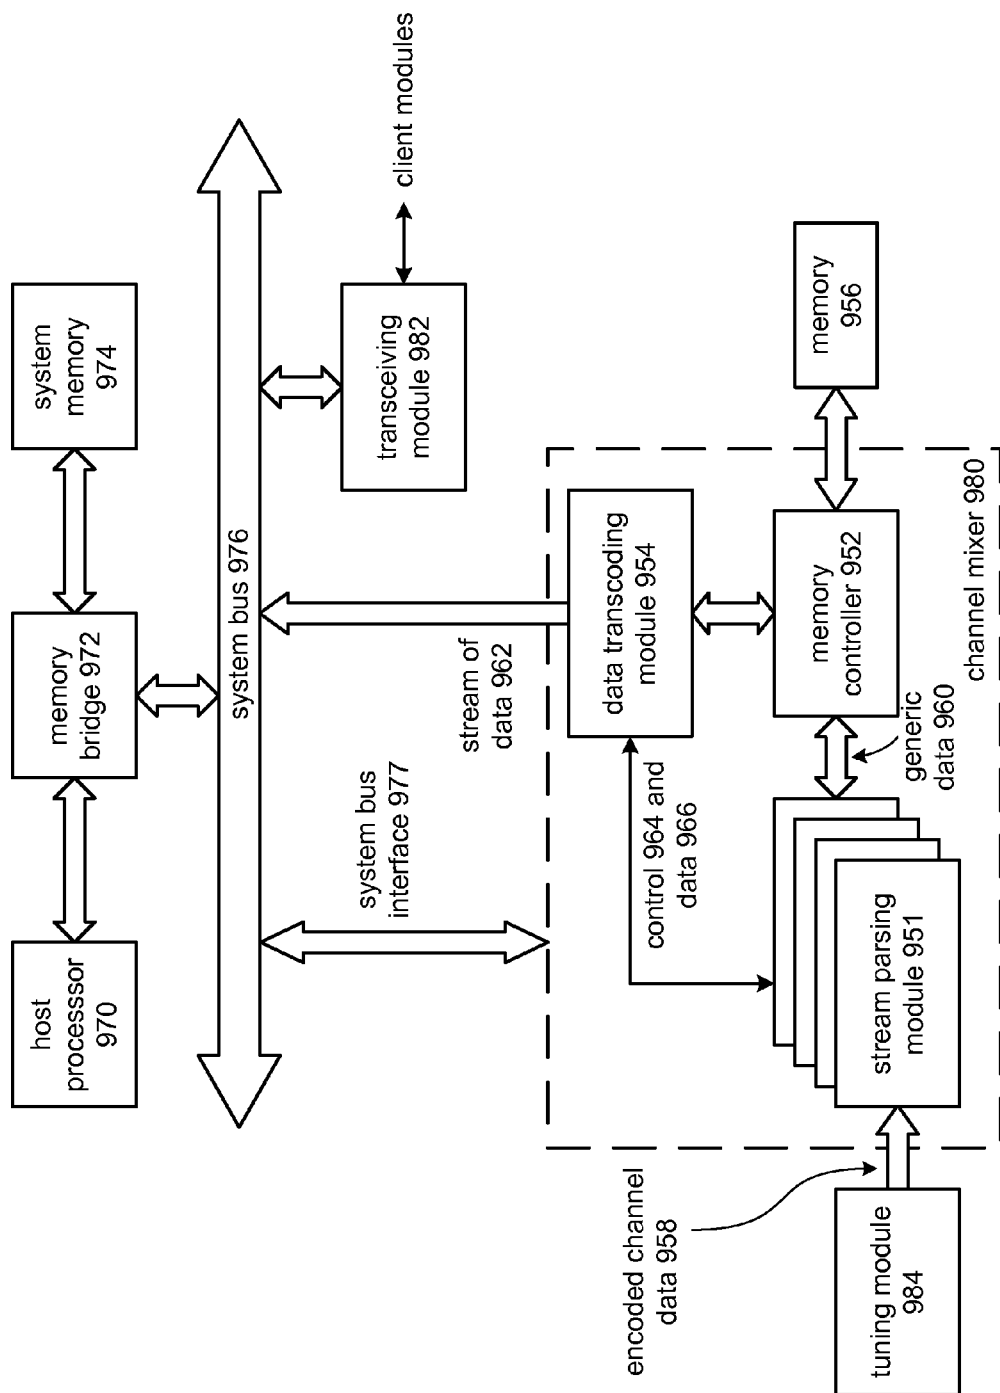 host
processsor
970
memory
bridge 972
system
memory
974
system bus 976
system bus
interface 977
stream of
data 962
transceiving
module 982
client modules
data transcoding
module 954
control 964 and
data 966
encoded channel
data 958
tuning module
984
stream parsing
module 951
generic
data 960
memory
controller 952
memory
956
channel mixer 980